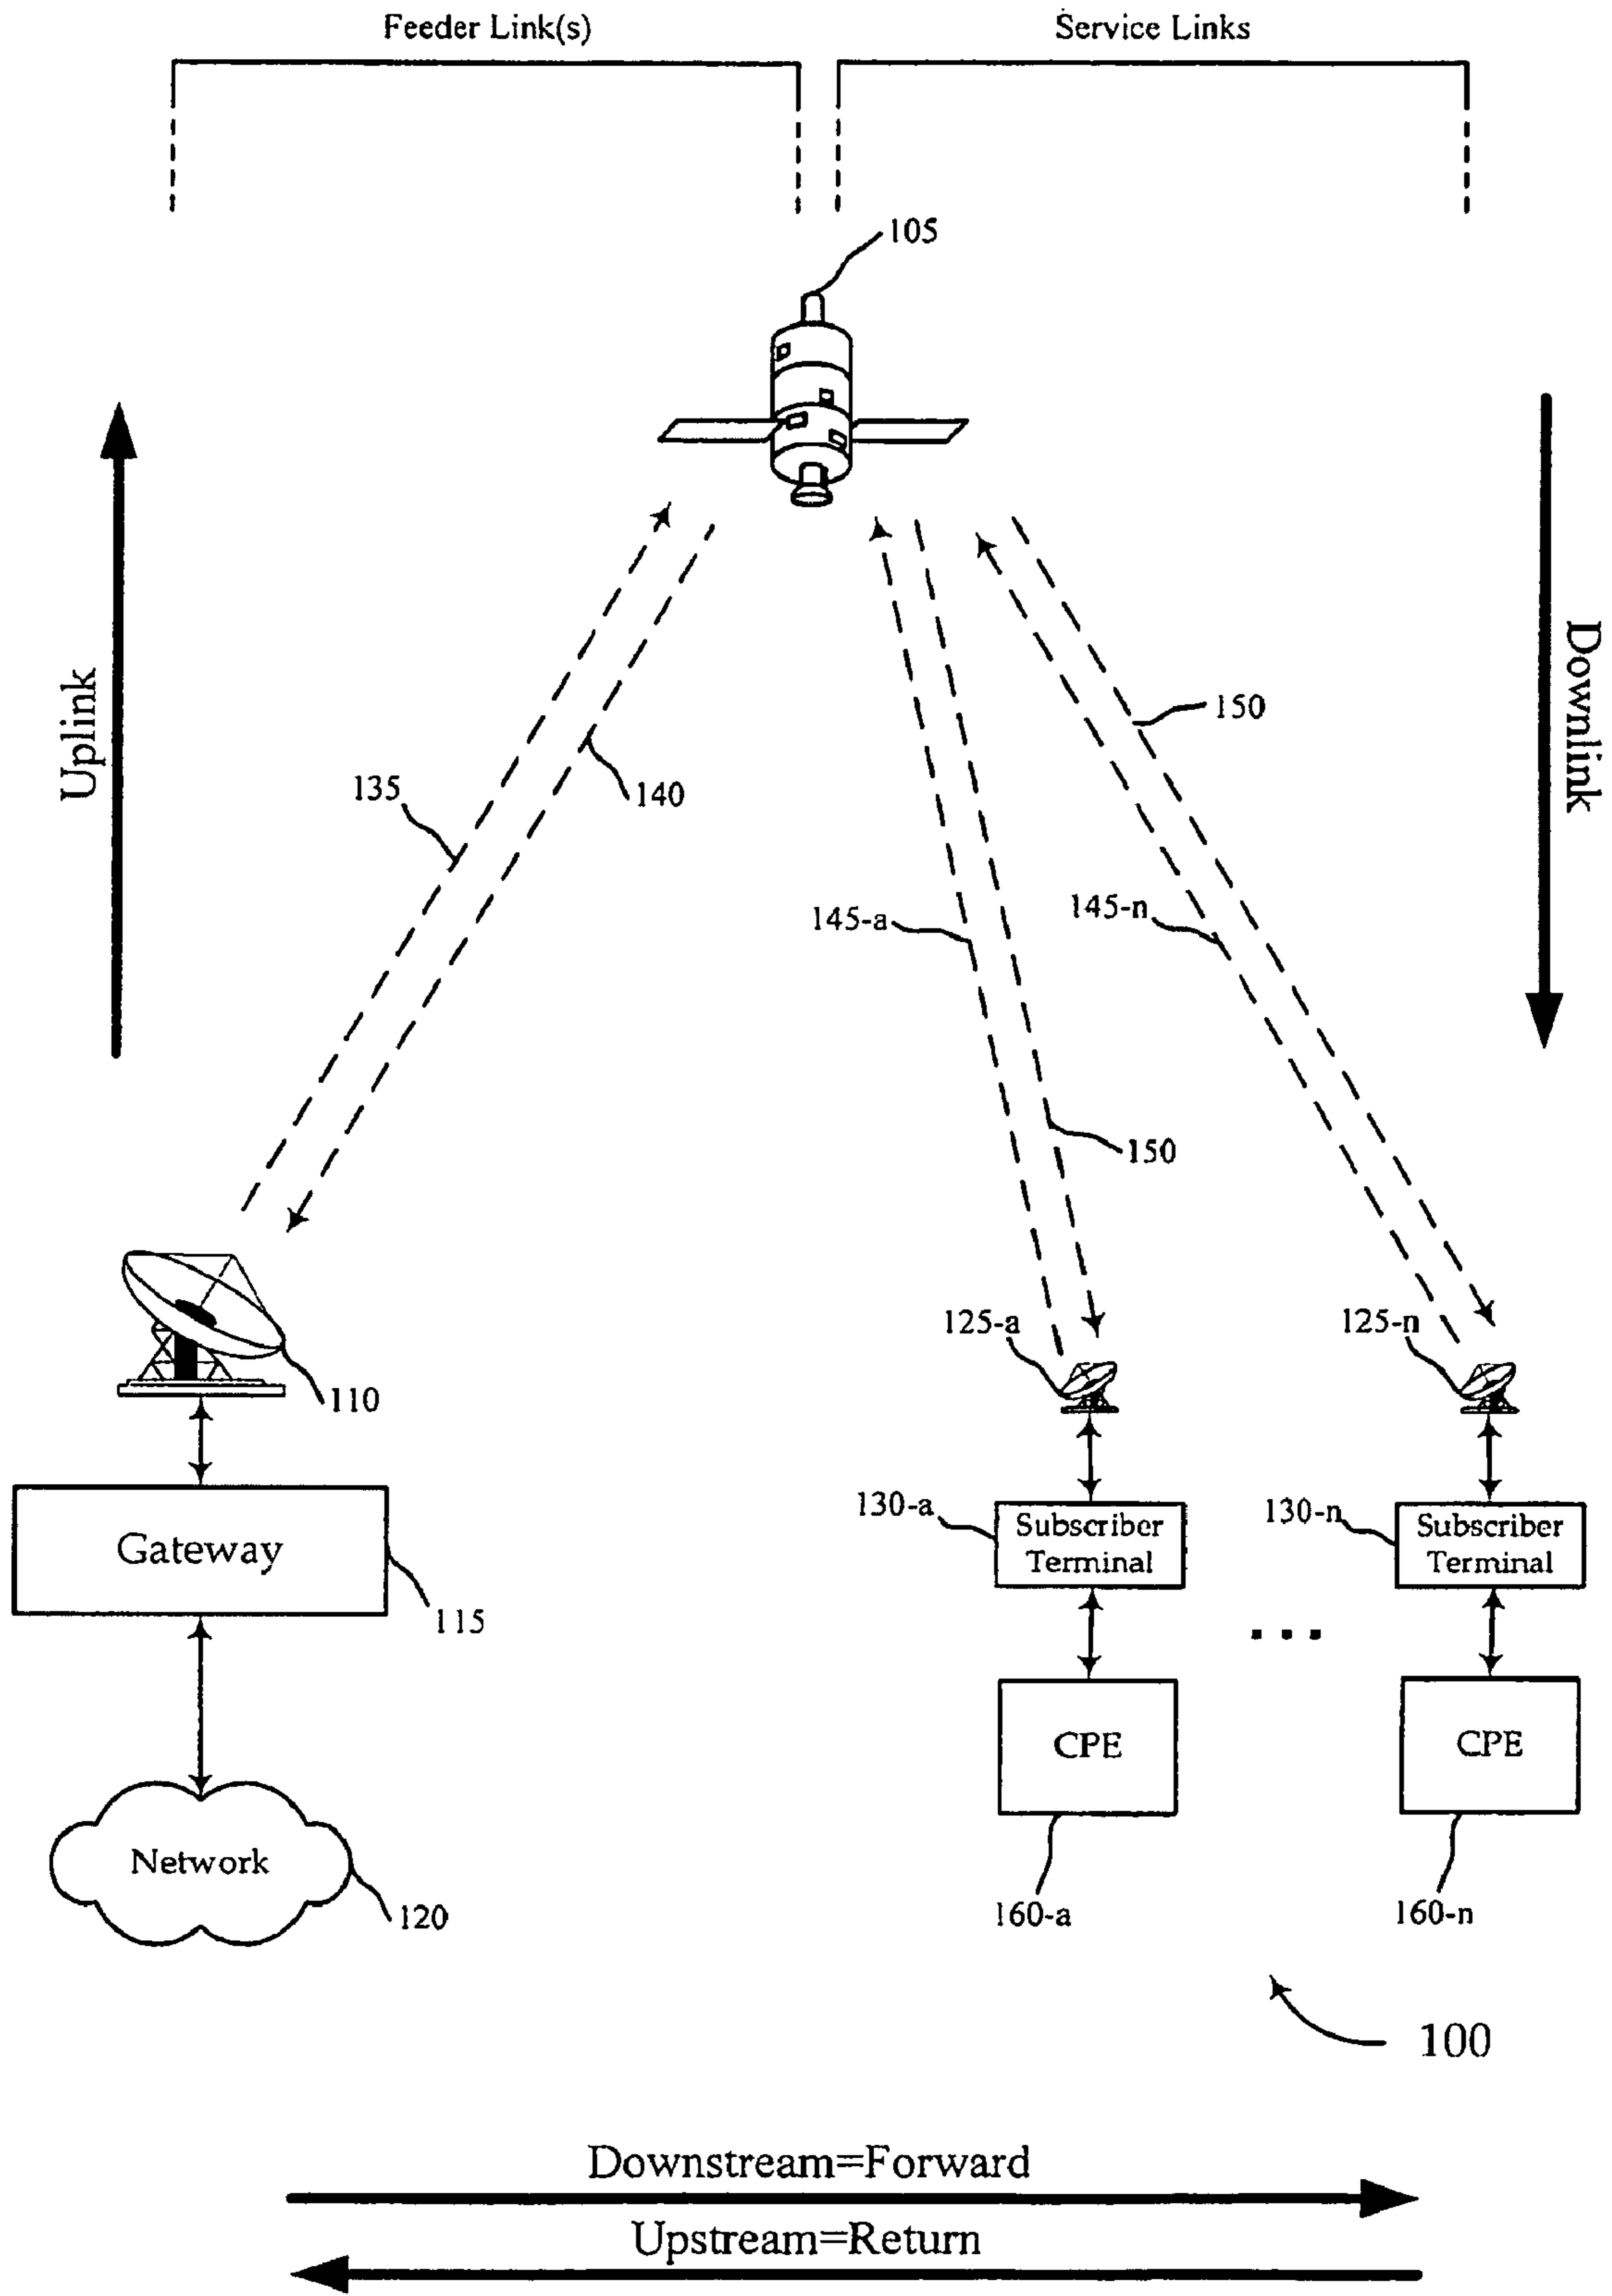 Feeder Link(s)
Service Links
105
Uplink
Downlink
150
135
140
145-a
145-n
150
125-a
125-n
110
130-a
Subscriber
Terminal
130-n
Subscriber
Terminal
Gateway
115
CPE
CPE
Network
120
160-a
160-n
100
Downstream=Forward
Upstream=Return